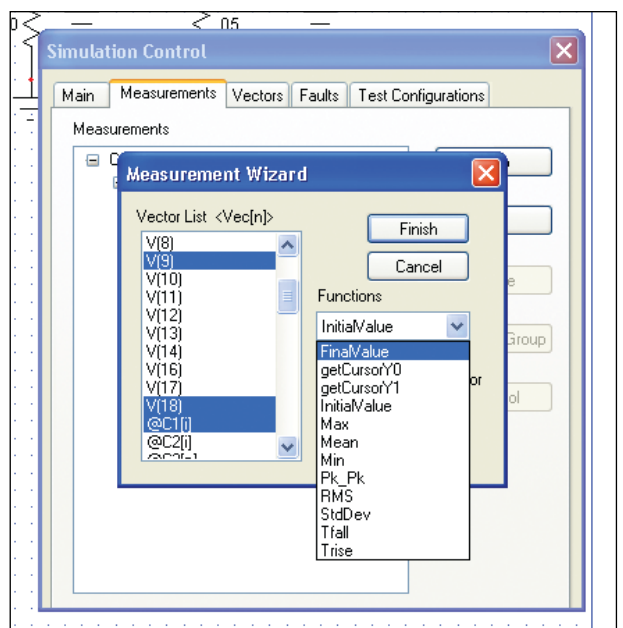 05
Simulation Control
Main Measurements Vectors Faults Test Configurations
Measurements
Measurement Wizard
Vector List <Vec[n]>
V(8)
V(9)
V(10)
V(11)
V(12)
V(13)
V(14)
V(16)
V(17)
V(18)
@C1[i]
@C2[i]
Finish
Cancel
Functions
InitialValue
FinalValue
getCursorY0
getCursorY1
InitialValue
Max
Mean
Min
Pk_Pk
RMS
StdDev
Tfall
Trise
Group